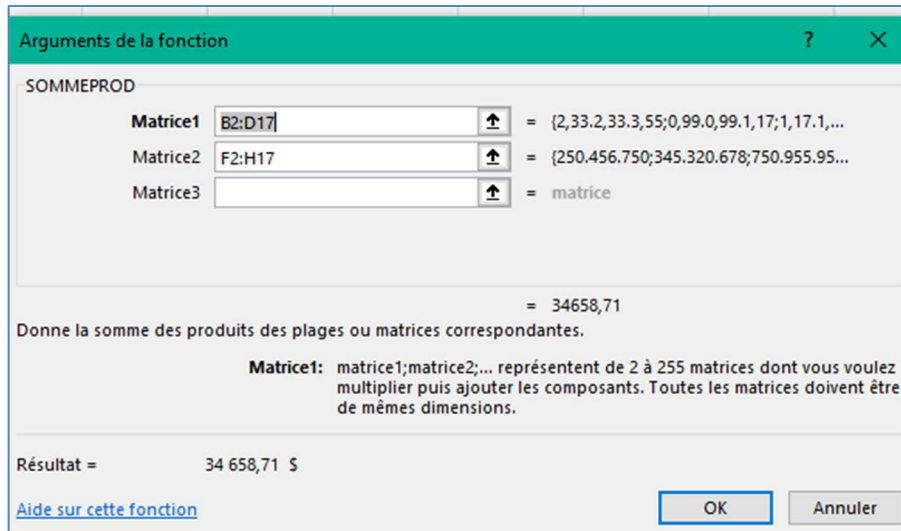 Arguments de la fonction ? ×
SOMMEPROD
Matrice1 B2:D17 = {2,33.2,33.3,55;0,99.0,99.1,17;1,17.1,...
Matrice2 F2:H17 = {250.456.750;345.320.678;750.955.95...
Matrice3 = matrice
= 34658,71
Donne la somme des produits des plages ou matrices correspondantes.
Matrice1: matrice1;matrice2;... représentent de 2 à 255 matrices dont vous voulez
multiplier puis ajouter les composants. Toutes les matrices doivent être
de mêmes dimensions.
Résultat = 34 658,71 $
Aide sur cette fonction OK Annuler